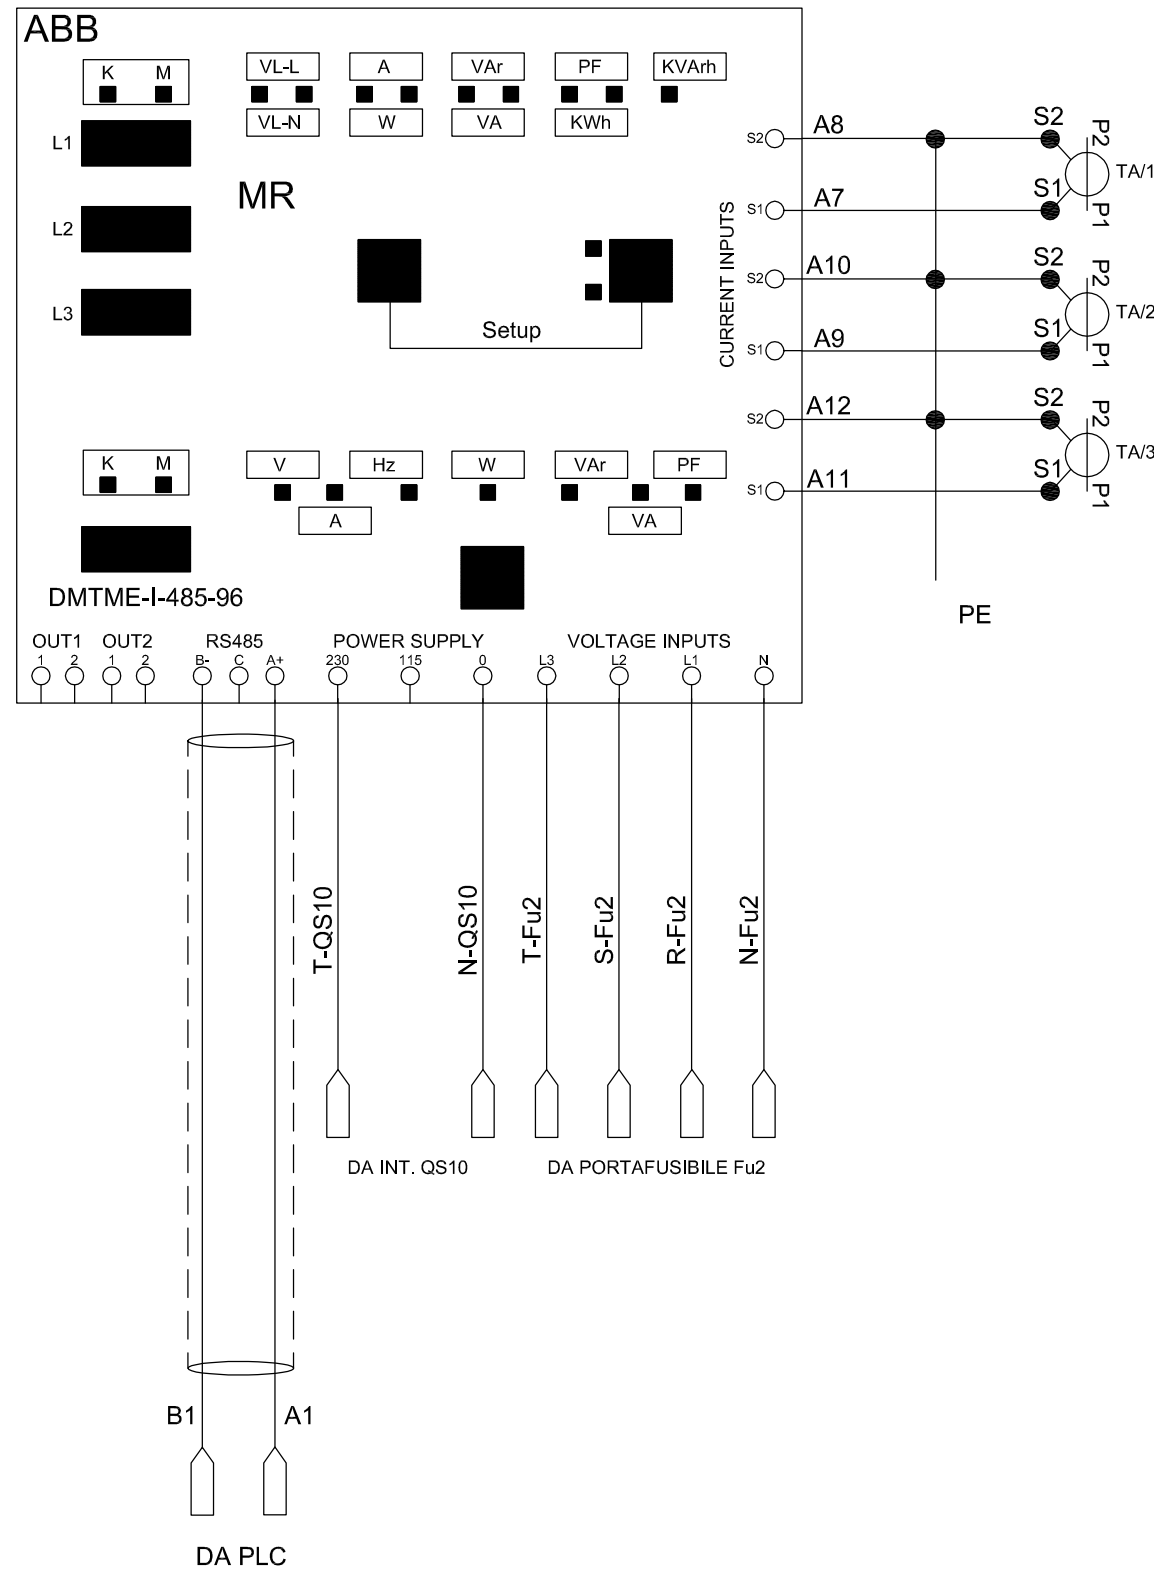 ABB
K M
VL-L A VAr PF KVArh
VL-N W VA KWh
L1
L2
L3
MR
Setup
CURRENT INPUTS
S2 A8 S2 P2
TA/1
S1 A7 S1 P1
S2 A10 S2 P2
TA/2
S1 A9 S1 P1
S2 A12 S2 P2
TA/3
S1 A11 S1 P1
PE
K M
V Hz W VAr PF
A VA
DMTME-I-485-96
OUT1 OUT2 RS485 POWER SUPPLY VOLTAGE INPUTS
1 2 1 2 B- C A+ 230 115 0 L3 L2 L1 N
T-QS10 N-QS10 T-Fu2 S-Fu2 R-Fu2 N-Fu2
DA INT. QS10 DA PORTAFUSIBILE Fu2
B1 A1
DA PLC